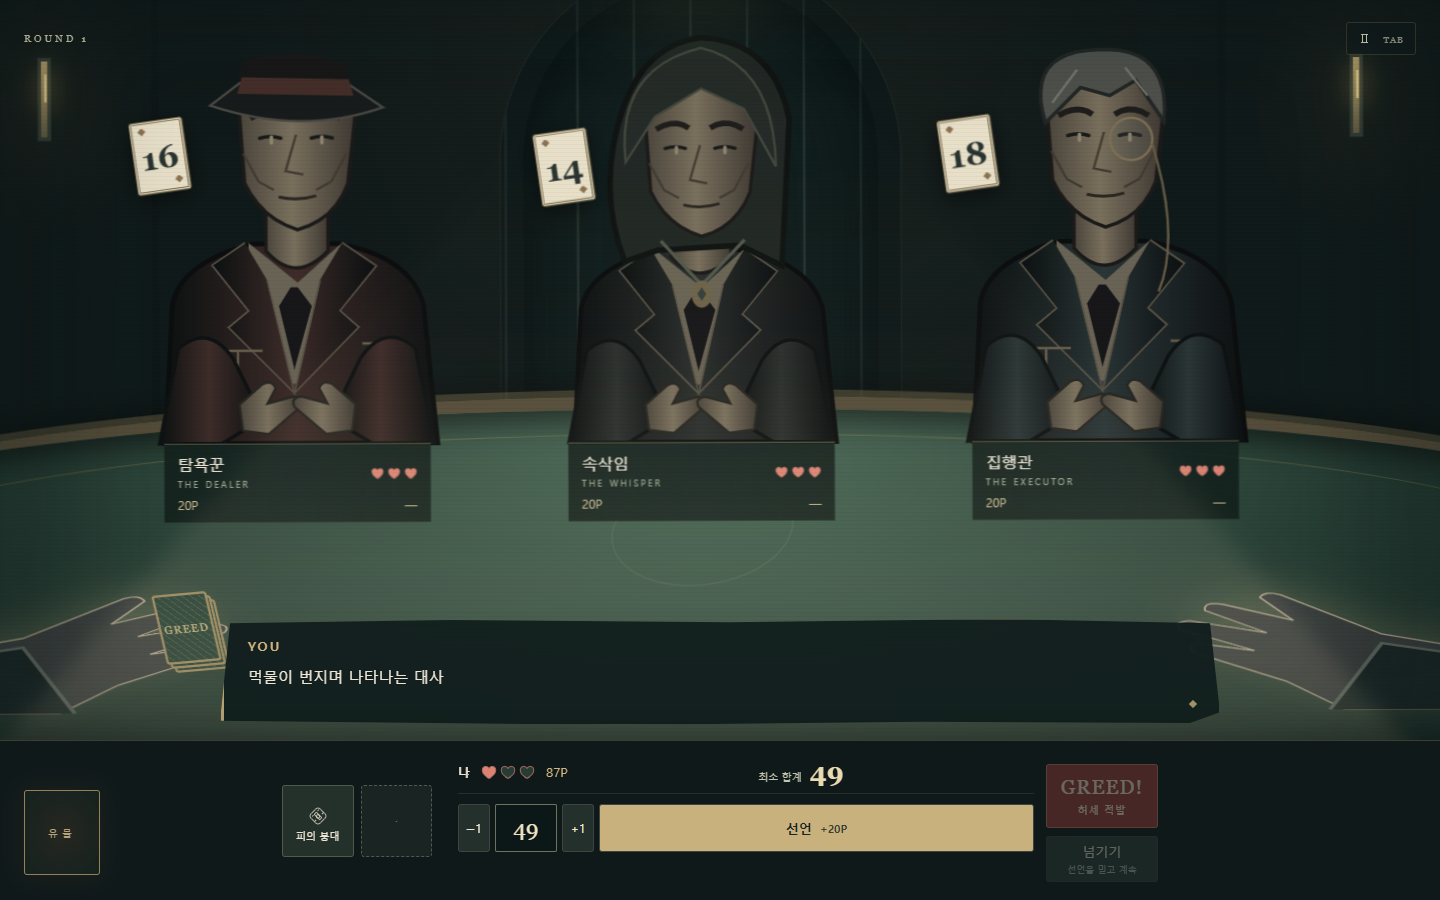 ROUND 1
II TAB
16
14
18
탐욕꾼
THE DEALER
20P —
속삭임
THE WHISPER
20P —
집행관
THE EXECUTOR
20P —
GREED
YOU
먹물이 번지며 나타나는 대사
나 87P
최소 합계 49
유물
피의 붕대
-
−1 49 +1
선언 +20P
GREED!
허세 적발
넘기기
선언을 믿고 계속